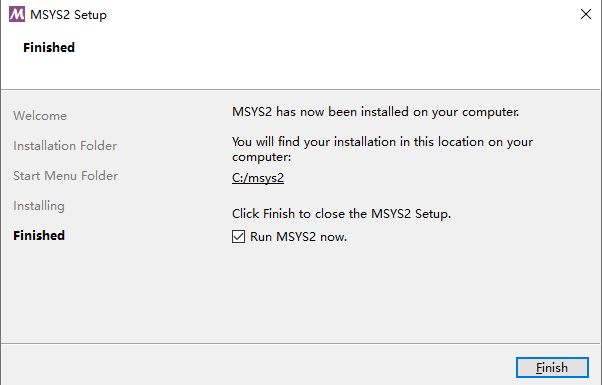 MSYS2 Setup
Finished
Welcome
Installation Folder
Start Menu Folder
Installing
Finished
MSYS2 has now been installed on your computer.
You will find your installation in this location on your
computer:
C:/msys2
Click Finish to close the MSYS2 Setup.
Run MSYS2 now.
Finish